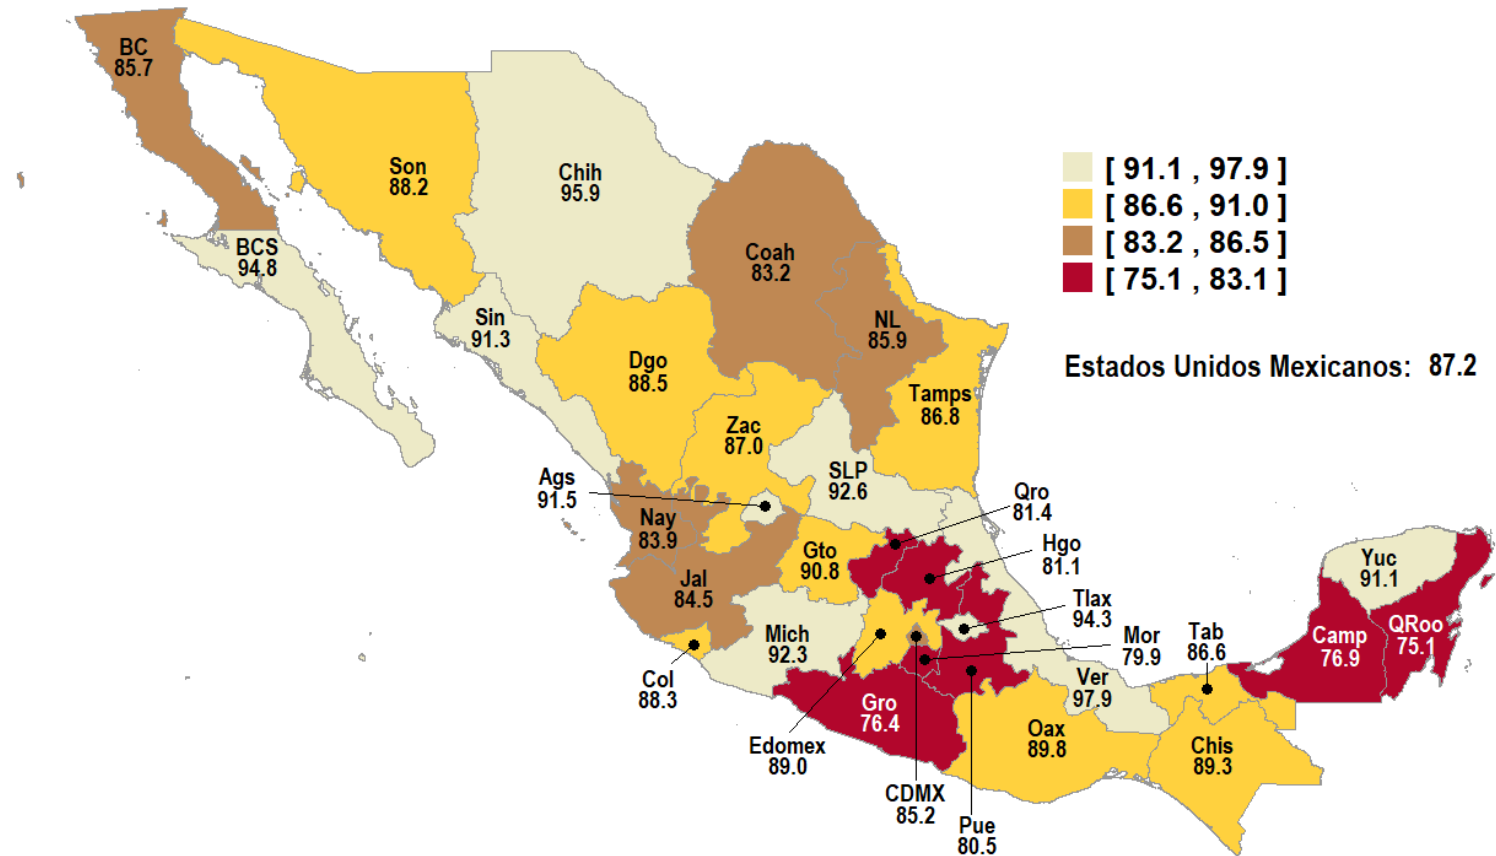 BC
85.7
Son
88.2
Chih
95.9
BCS
94.8
Coah
83.2
Sin
91.3
NL
85.9
Dgo
88.5
Tamps
86.8
Zac
87.0
SLP
92.6
Ags
91.5
Nay
83.9
Qro
81.4
Hgo
81.1
Gto
90.8
Jal
84.5
Tlax
94.3
Mich
92.3
Mor
79.9
Tab
86.6
Yuc
91.1
Camp
76.9
QRoo
75.1
Col
88.3
Ver
97.9
Gro
76.4
Edomex
89.0
Oax
89.8
Chis
89.3
CDMX
85.2
Pue
80.5
[ 91.1 , 97.9 ]
[ 86.6 , 91.0 ]
[ 83.2 , 86.5 ]
[ 75.1 , 83.1 ]
Estados Unidos Mexicanos: 87.2